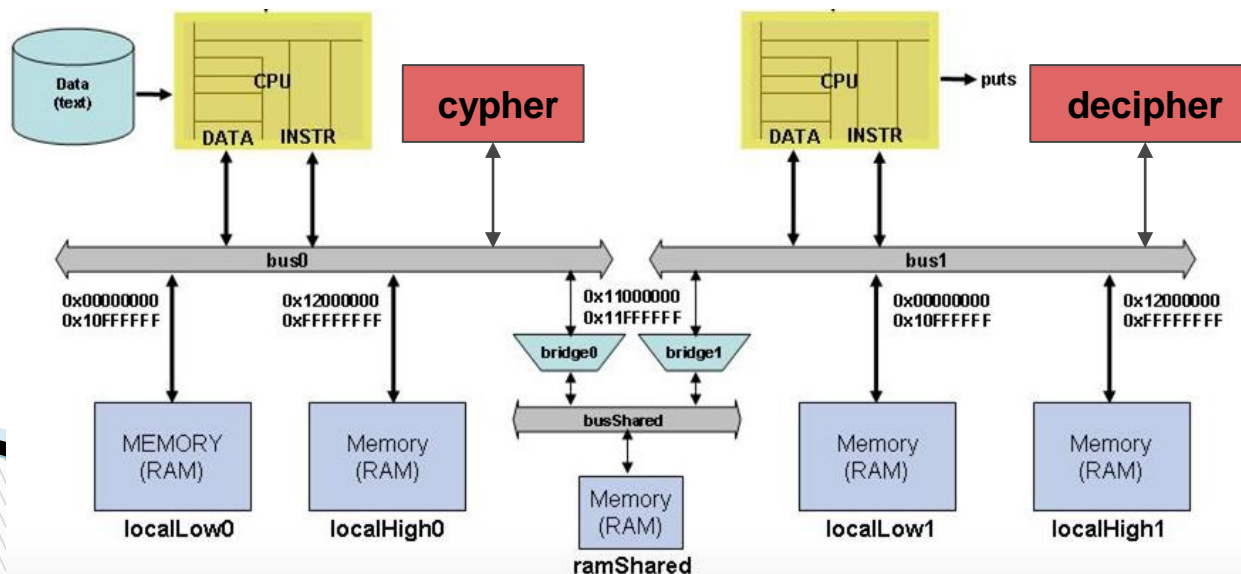 Data
(text)
CPU
DATA INSTR
cypher
CPU
DATA INSTR
puts
decipher
bus0
bus1
0x00000000
0x10FFFFFF
0x12000000
0xFFFFFFFF
0x11000000
0x11FFFFFF
0x00000000
0x10FFFFFF
0x12000000
0xFFFFFFFF
bridge0
bridge1
busShared
MEMORY
(RAM)
localLow0
Memory
(RAM)
localHigh0
Memory
(RAM)
ramShared
Memory
(RAM)
localLow1
Memory
(RAM)
localHigh1